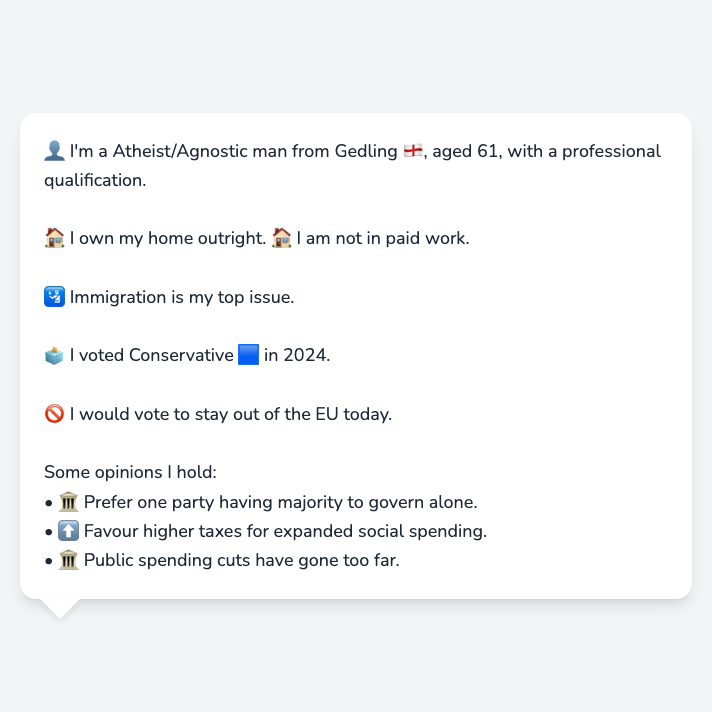 👤 I'm a Atheist/Agnostic man from Gedling 🏴󠁧󠁢󠁥󠁮󠁧󠁿, aged 61, with a professional
qualification.
🏠 I own my home outright. 🏠 I am not in paid work.
🛂 Immigration is my top issue.
🗳️ I voted Conservative 🟦 in 2024.
🚫 I would vote to stay out of the EU today.
Some opinions I hold:
• 🏛️ Prefer one party having majority to govern alone.
• ⬆️ Favour higher taxes for expanded social spending.
• 🏛️ Public spending cuts have gone too far.